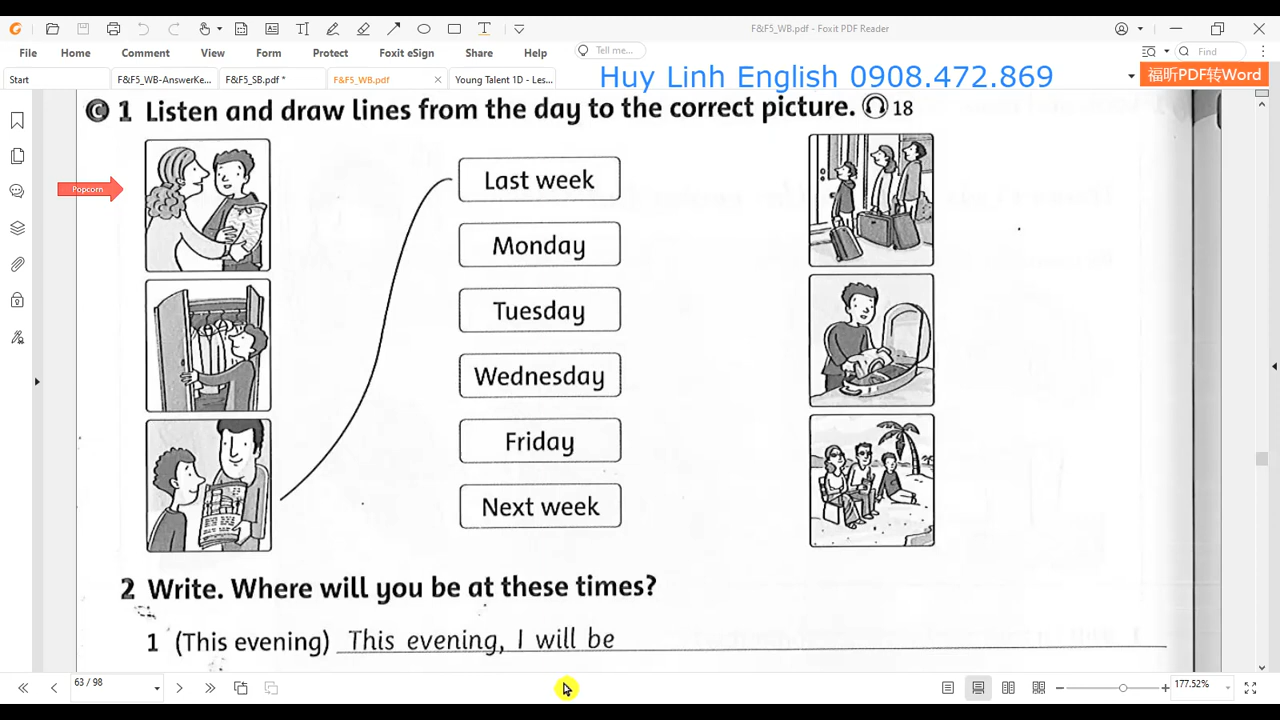 F&F5_WB.pdf - Foxit PDF Reader
File Home Comment View Form Protect Foxit eSign Share Help Tell me... Find
Start F&F5_WB-AnswerKe... F&F5_SB.pdf * F&F5_WB.pdf Young Talent 1D - Les...
Huy Linh English 0908.472.869
福昕PDF转Word
C 1 Listen and draw lines from the day to the correct picture. 18
Popcorn
Last week
Monday
Tuesday
Wednesday
Friday
Next week
2 Write. Where will you be at these times?
1 (This evening) This evening, I will be
63 / 98
177.52%